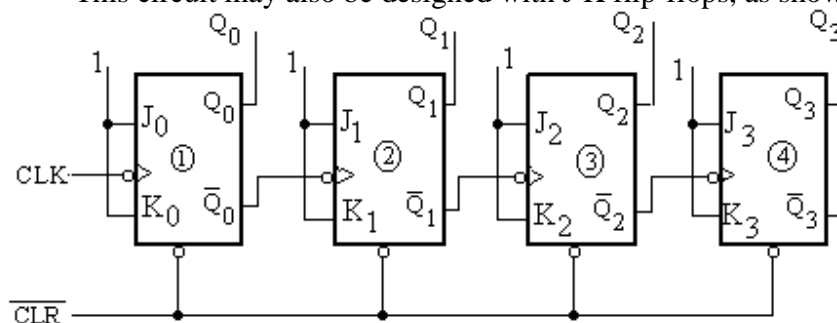 This circuit may also be designed with J-K flip-flops, as show
Q0 Q1 Q2 Q3
1 1 1 1
J0 Q0 J1 Q1 J2 Q2 J3 Q3
① ② ③ ④
CLK
K0 Q̅0 K1 Q̅1 K2 Q̅2 K3 Q̅3
C̅L̅R̅